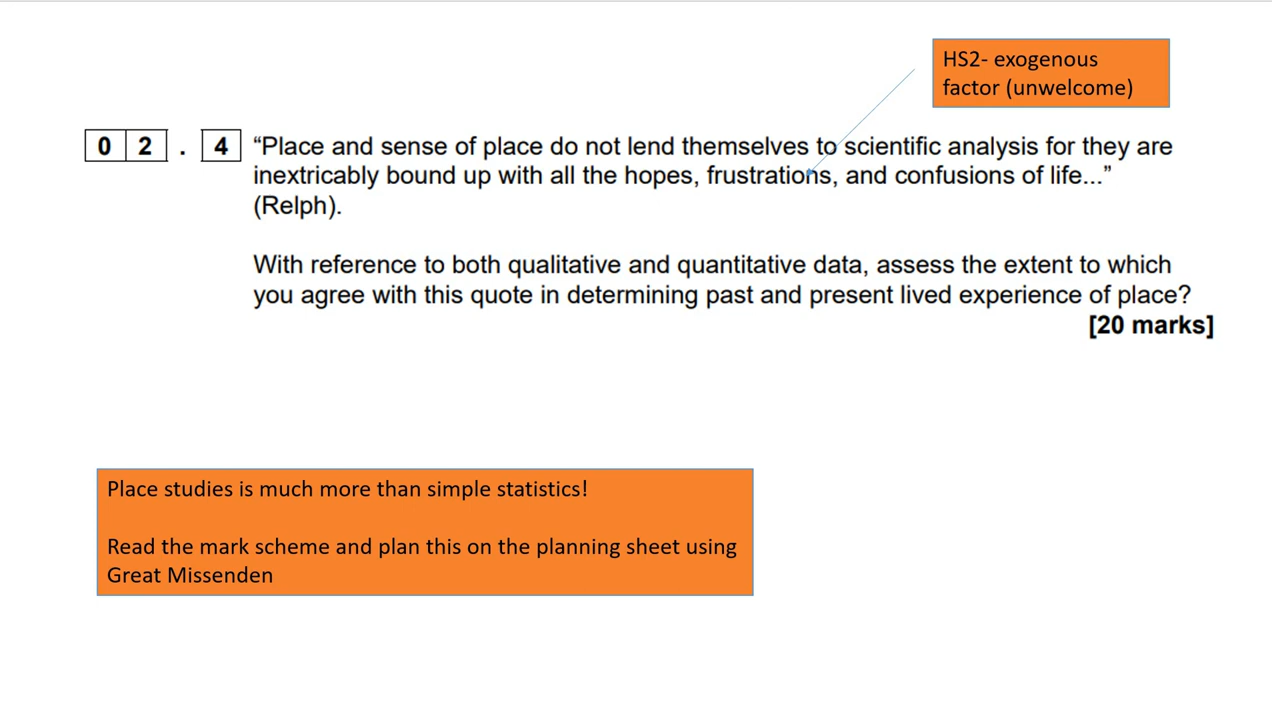 HS2- exogenous
factor (unwelcome)
0 2 . 4 “Place and sense of place do not lend themselves to scientific analysis for they are
inextricably bound up with all the hopes, frustrations, and confusions of life...”
(Relph).
With reference to both qualitative and quantitative data, assess the extent to which
you agree with this quote in determining past and present lived experience of place?
[20 marks]
Place studies is much more than simple statistics!
Read the mark scheme and plan this on the planning sheet using
Great Missenden